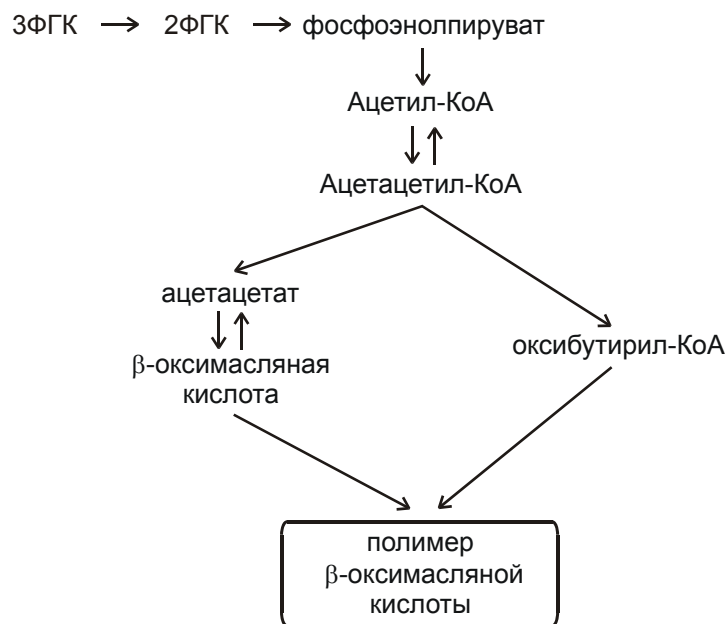 3ФГК → 2ФГК → фосфоэнолпируват
Ацетил-КоА
Ацетацетил-КоА
ацетацетат
оксибутирил-КоА
β-оксимасляная
кислота
полимер
β-оксимасляной
кислоты